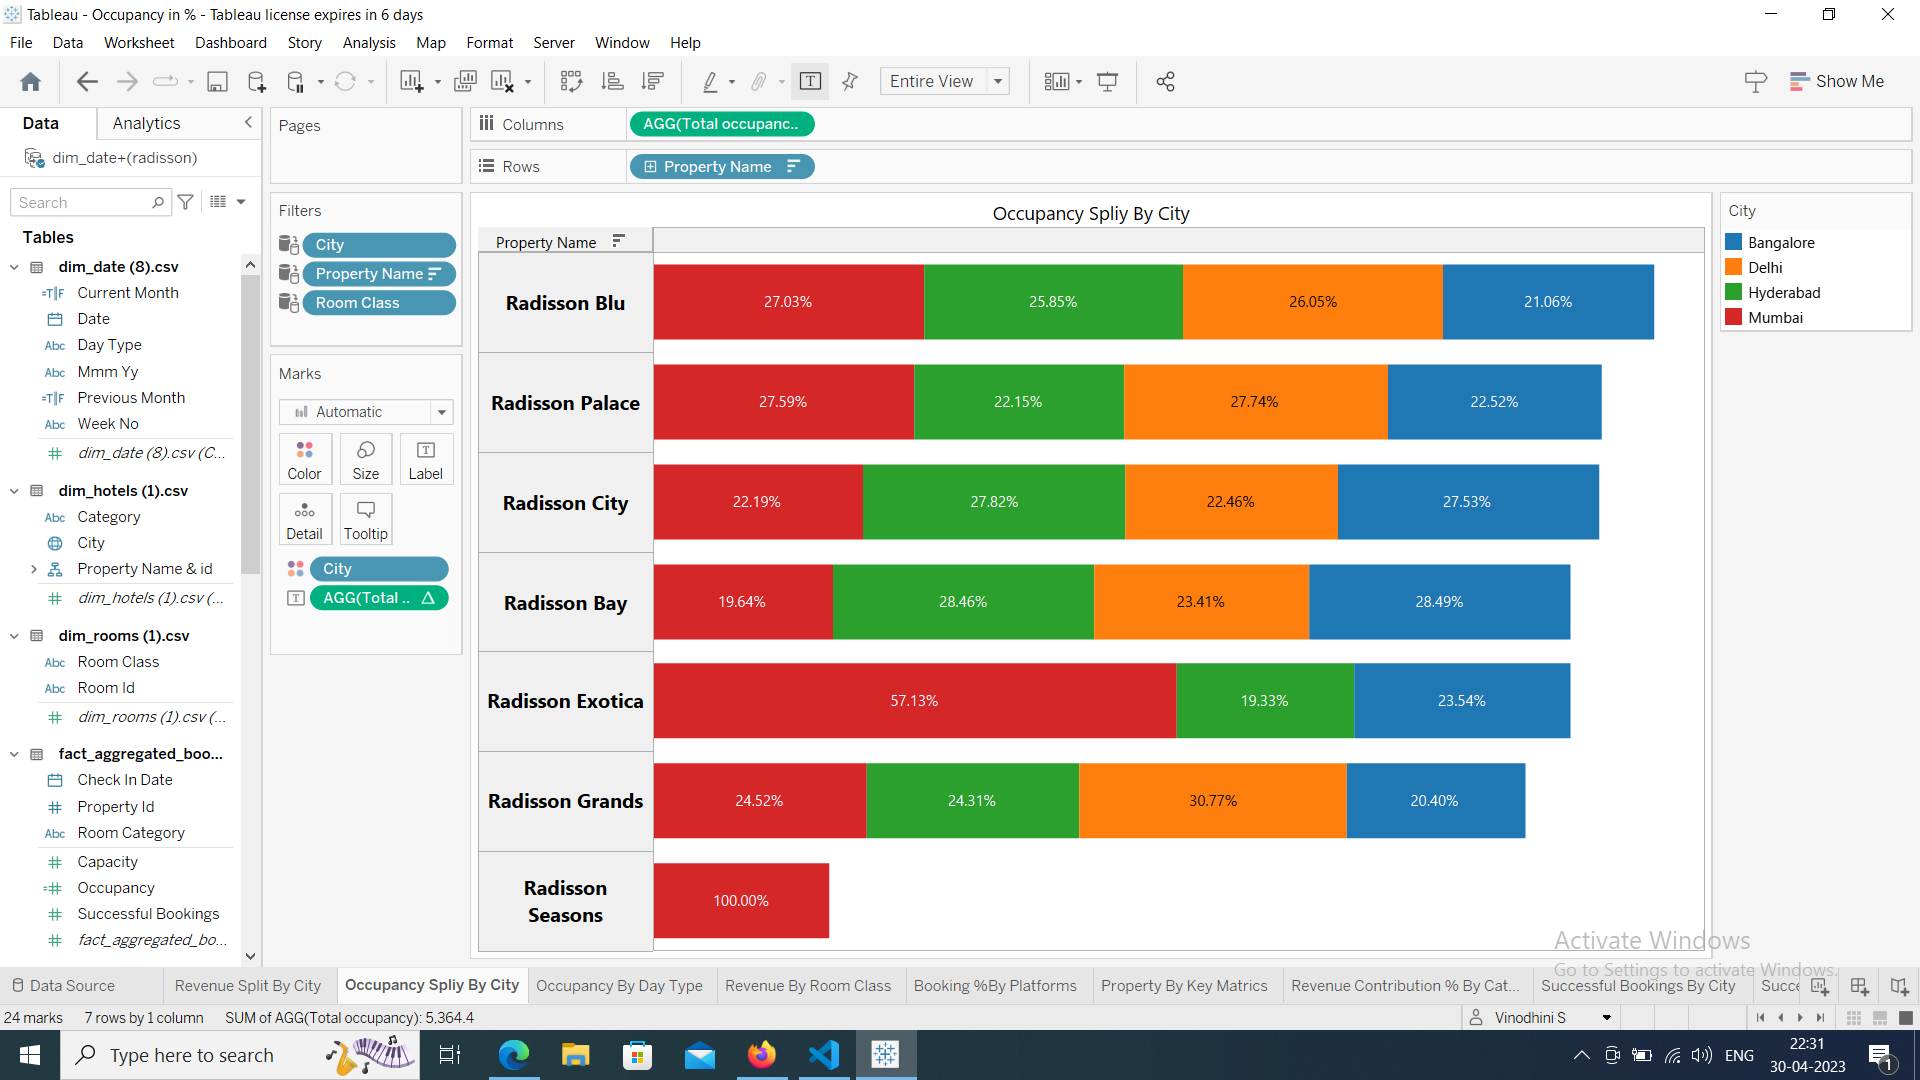 Tableau - Occupancy in % - Tableau license expires in 6 days
File Data Worksheet Dashboard Story Analysis Map Format Server Window Help
Entire View
Show Me
Data Analytics
dim_date+(radisson)
Search
Tables
dim_date (8).csv
Current Month
Date
Abc Day Type
Abc Mmm Yy
Previous Month
Abc Week No
dim_date (8).csv (C...
dim_hotels (1).csv
Abc Category
City
Property Name & id
dim_hotels (1).csv (...
dim_rooms (1).csv
Abc Room Class
Abc Room Id
dim_rooms (1).csv (...
fact_aggregated_boo...
Check In Date
Property Id
Abc Room Category
Capacity
Occupancy
Successful Bookings
fact_aggregated_bo...
Pages
Filters
City
Property Name
Room Class
Marks
Automatic
Color Size Label
Detail Tooltip
City
AGG(Total .. Δ
Columns AGG(Total occupanc..
Rows Property Name
Occupancy Spliy By City
Property Name
Radisson Blu 27.03% 25.85% 26.05% 21.06%
Radisson Palace 27.59% 22.15% 27.74% 22.52%
Radisson City 22.19% 27.82% 22.46% 27.53%
Radisson Bay 19.64% 28.46% 23.41% 28.49%
Radisson Exotica 57.13% 19.33% 23.54%
Radisson Grands 24.52% 24.31% 30.77% 20.40%
Radisson
Seasons
100.00%
City
Bangalore
Delhi
Hyderabad
Mumbai
Activate Windows
Go to Settings to activate Windows.
Data Source Revenue Split By City Occupancy Spliy By City Occupancy By Day Type Revenue By Room Class Booking %By Platforms Property By Key Matrics Revenue Contribution % By Cat... Successful Bookings By City Succe
24 marks 7 rows by 1 column SUM of AGG(Total occupancy): 5,364.4
Vinodhini S
Type here to search
ENG
22:31
30-04-2023
1